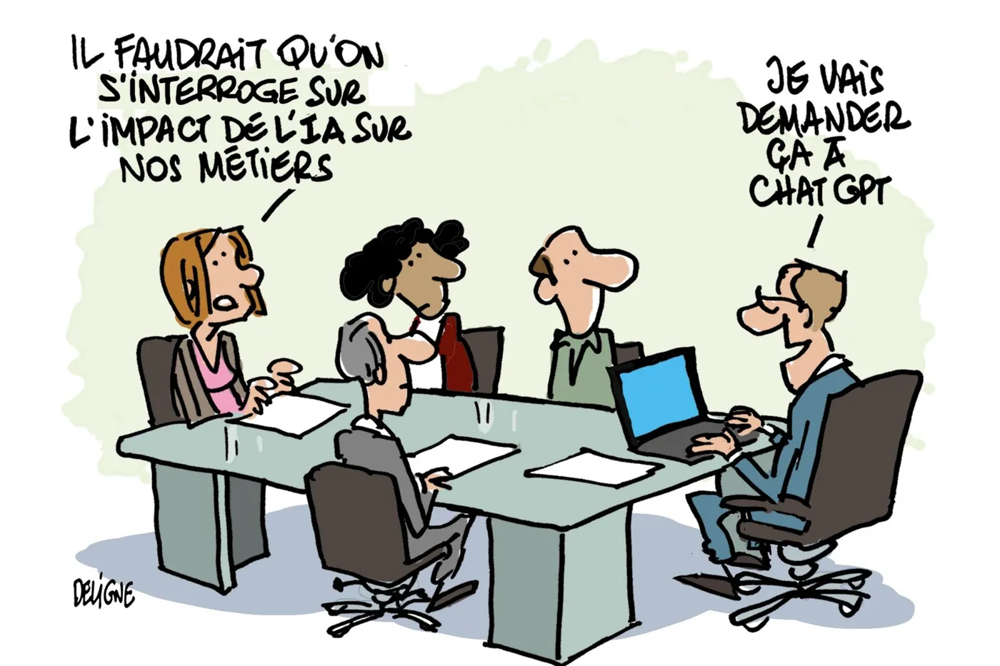 IL FAUDRAIT QU'ON
S'INTERROGE SUR
L'IMPACT DE L'IA SUR
NOS MÉTIERS
JE VAIS
DEMANDER
ÇA À
CHAT GPT
DELIGNE